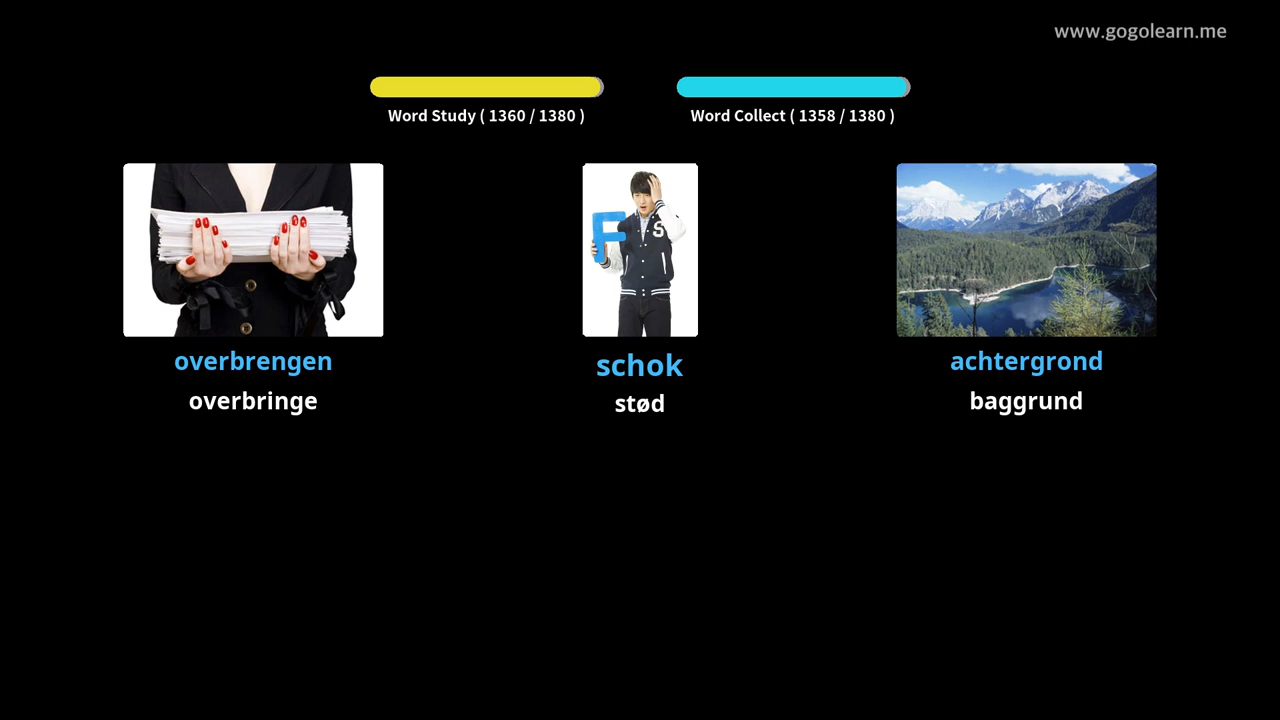 www.gogolearn.me
Word Study ( 1360 / 1380 )
Word Collect ( 1358 / 1380 )
F S
overbrengen
overbringe
schok
stød
achtergrond
baggrund